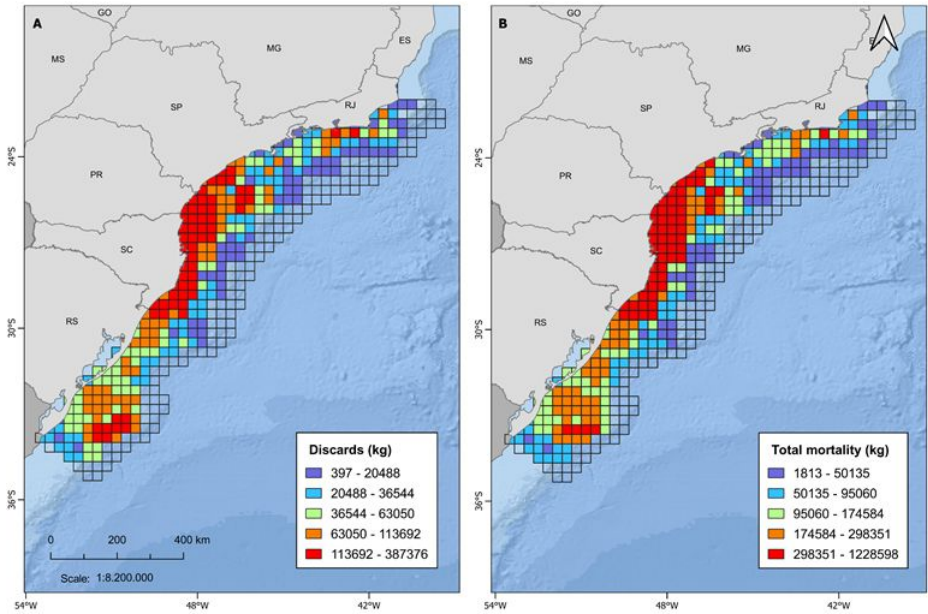 A
GO
MS
MG
ES
SP
RJ
PR
SC
RS
24°S
30°S
36°S
Discards (kg)
397 - 20488
20488 - 36544
36544 - 63050
63050 - 113692
113692 - 387376
0 200 400 km
Scale: 1:8.200.000
54°W 48°W 42°W
B
GO
MS
MG
SP
RJ
PR
SC
RS
24°S
30°S
36°S
Total mortality (kg)
1813 - 50135
50135 - 95060
95060 - 174584
174584 - 298351
298351 - 1228598
54°W 48°W 42°W